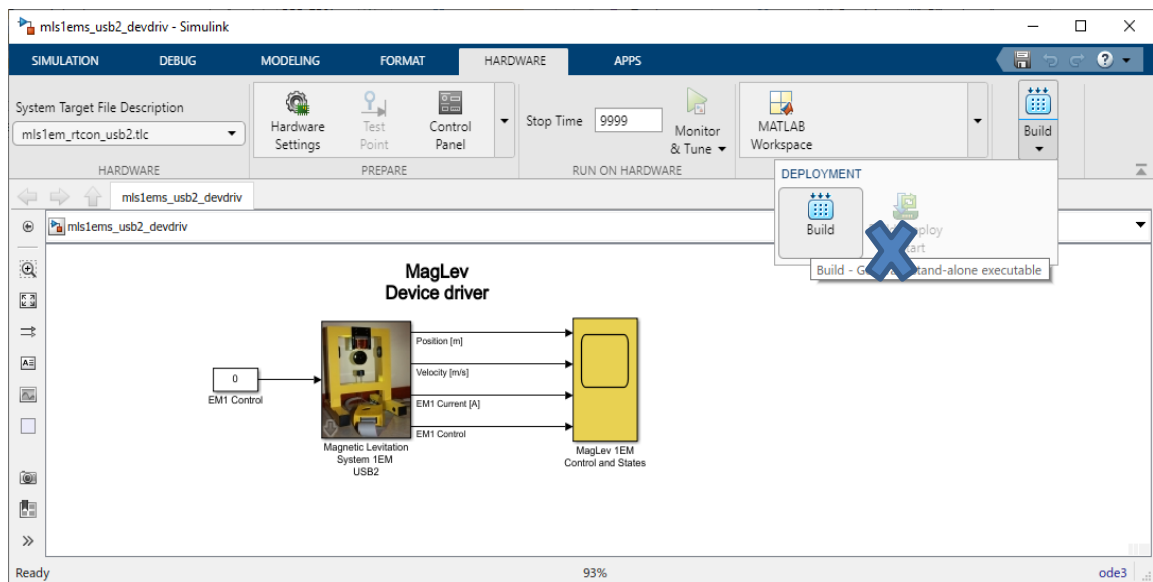 mls1ems_usb2_devdriv - Simulink
SIMULATION DEBUG MODELING FORMAT HARDWARE APPS
System Target File Description
mls1em_rtcon_usb2.tlc
Hardware
Settings
Test
Point
Control
Panel
Stop Time 9999
Monitor
& Tune
MATLAB
Workspace
Build
HARDWARE PREPARE RUN ON HARDWARE
DEPLOYMENT
Build
Build - stand-alone executable
mls1ems_usb2_devdriv
mls1ems_usb2_devdriv
MagLev
Device driver
0
EM1 Control
Position [m]
Velocity [m/s]
EM1 Current [A]
EM1 Control
Magnetic Levitation
System 1EM
USB2
MagLev 1EM
Control and States
Ready 93% ode3